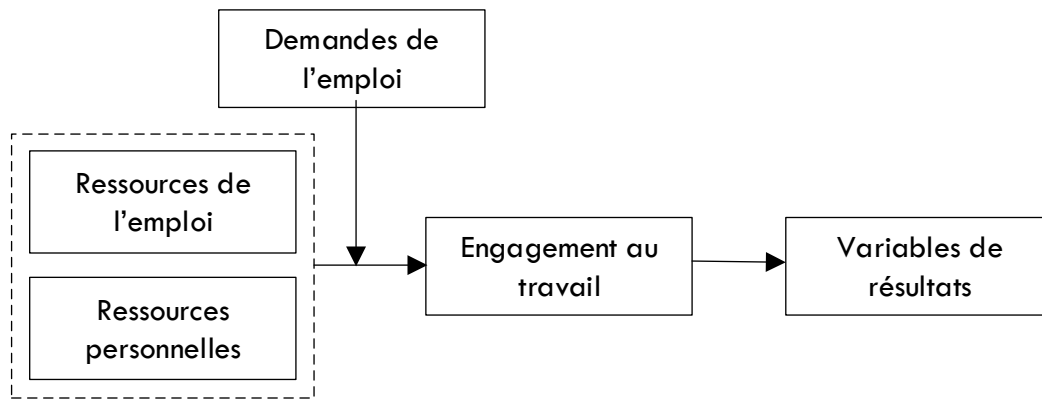 Demandes de
l'emploi
Ressources de
l'emploi
Ressources
personnelles
Engagement au
travail
Variables de
résultats